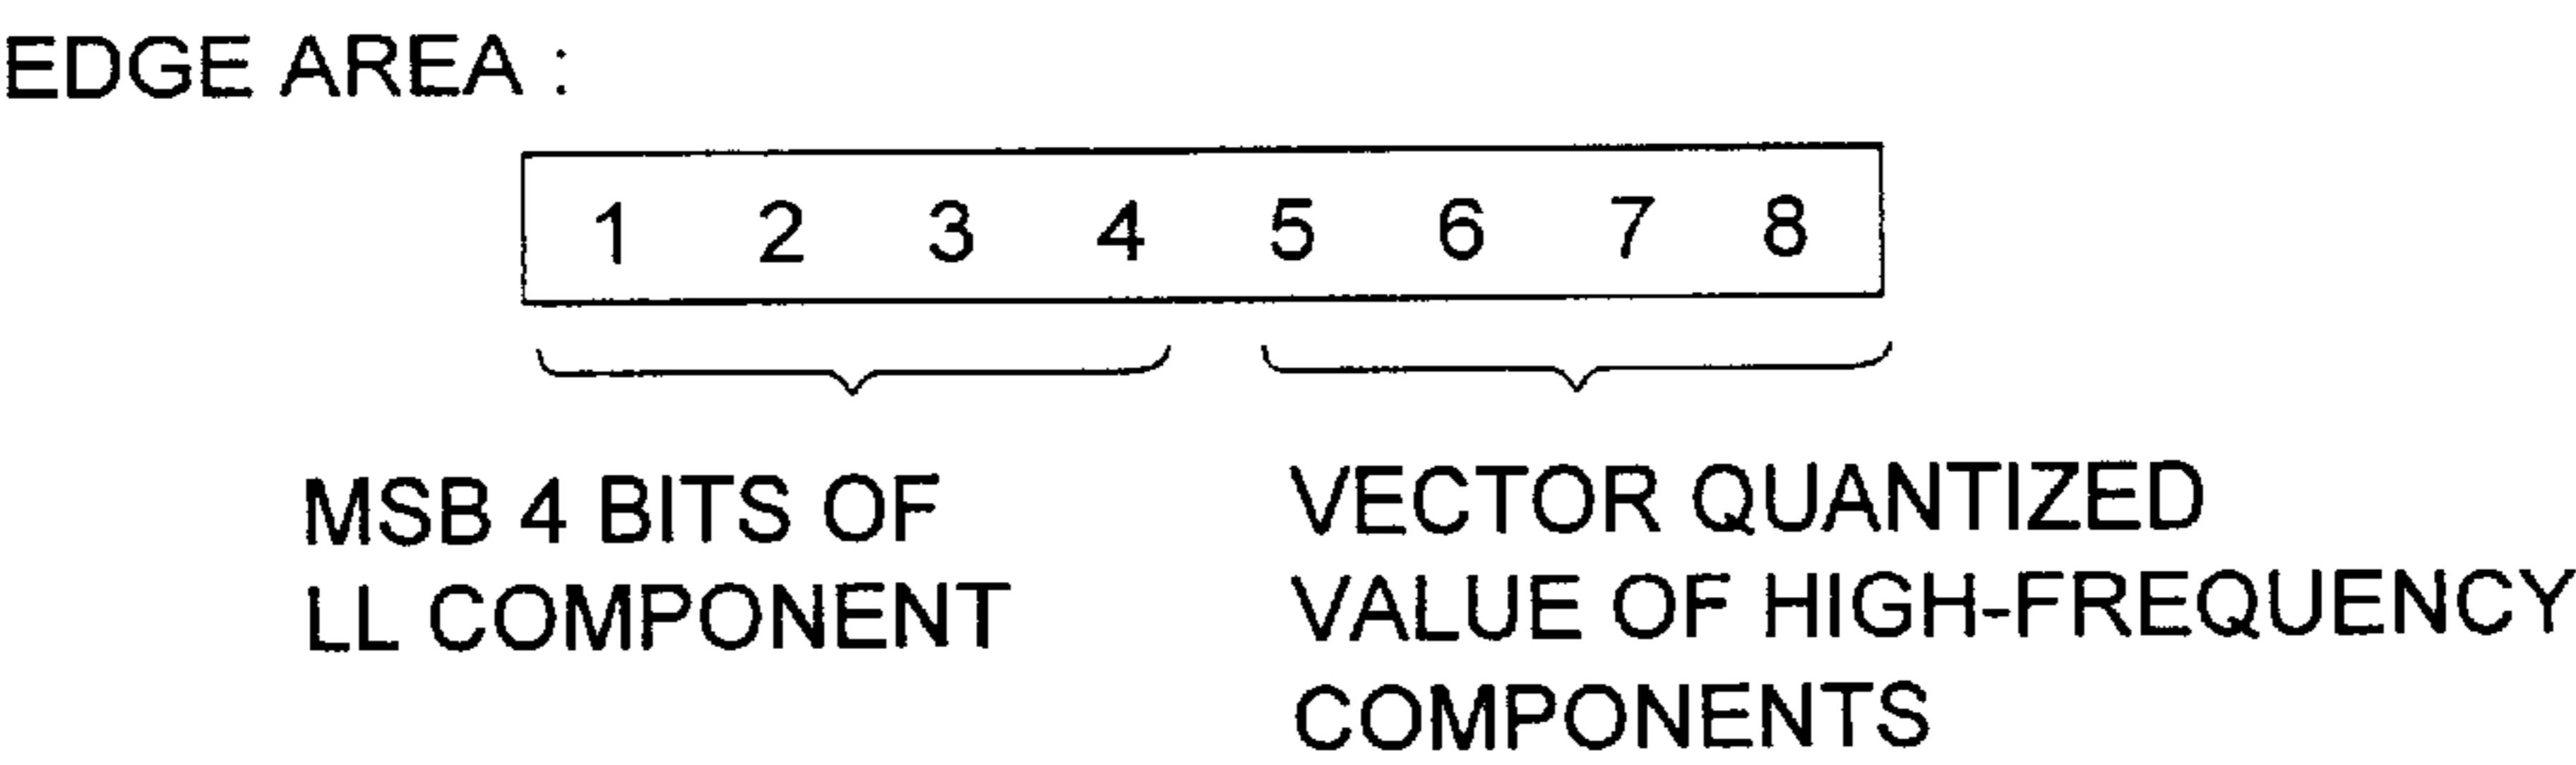 EDGE AREA :
1 2 3 4 5 6 7 8
MSB 4 BITS OF
LL COMPONENT
VECTOR QUANTIZED
VALUE OF HIGH-FREQUENCY
COMPONENTS